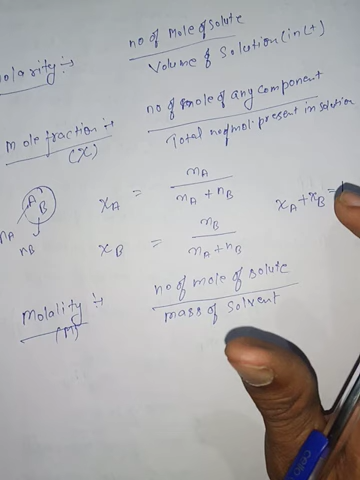 olarity :-
no of Mole of solute
Volume of Solution (in Lt)
Mole fraction :-
(X)
no of mole of any component
Total no of mol present in solution
A B
nA
nB
xA = nA
nA + nB
xB = nB
nA + nB
xA + xB = 1
Molality :-
(M)
no of mole of solute
mass of Solvent
cello